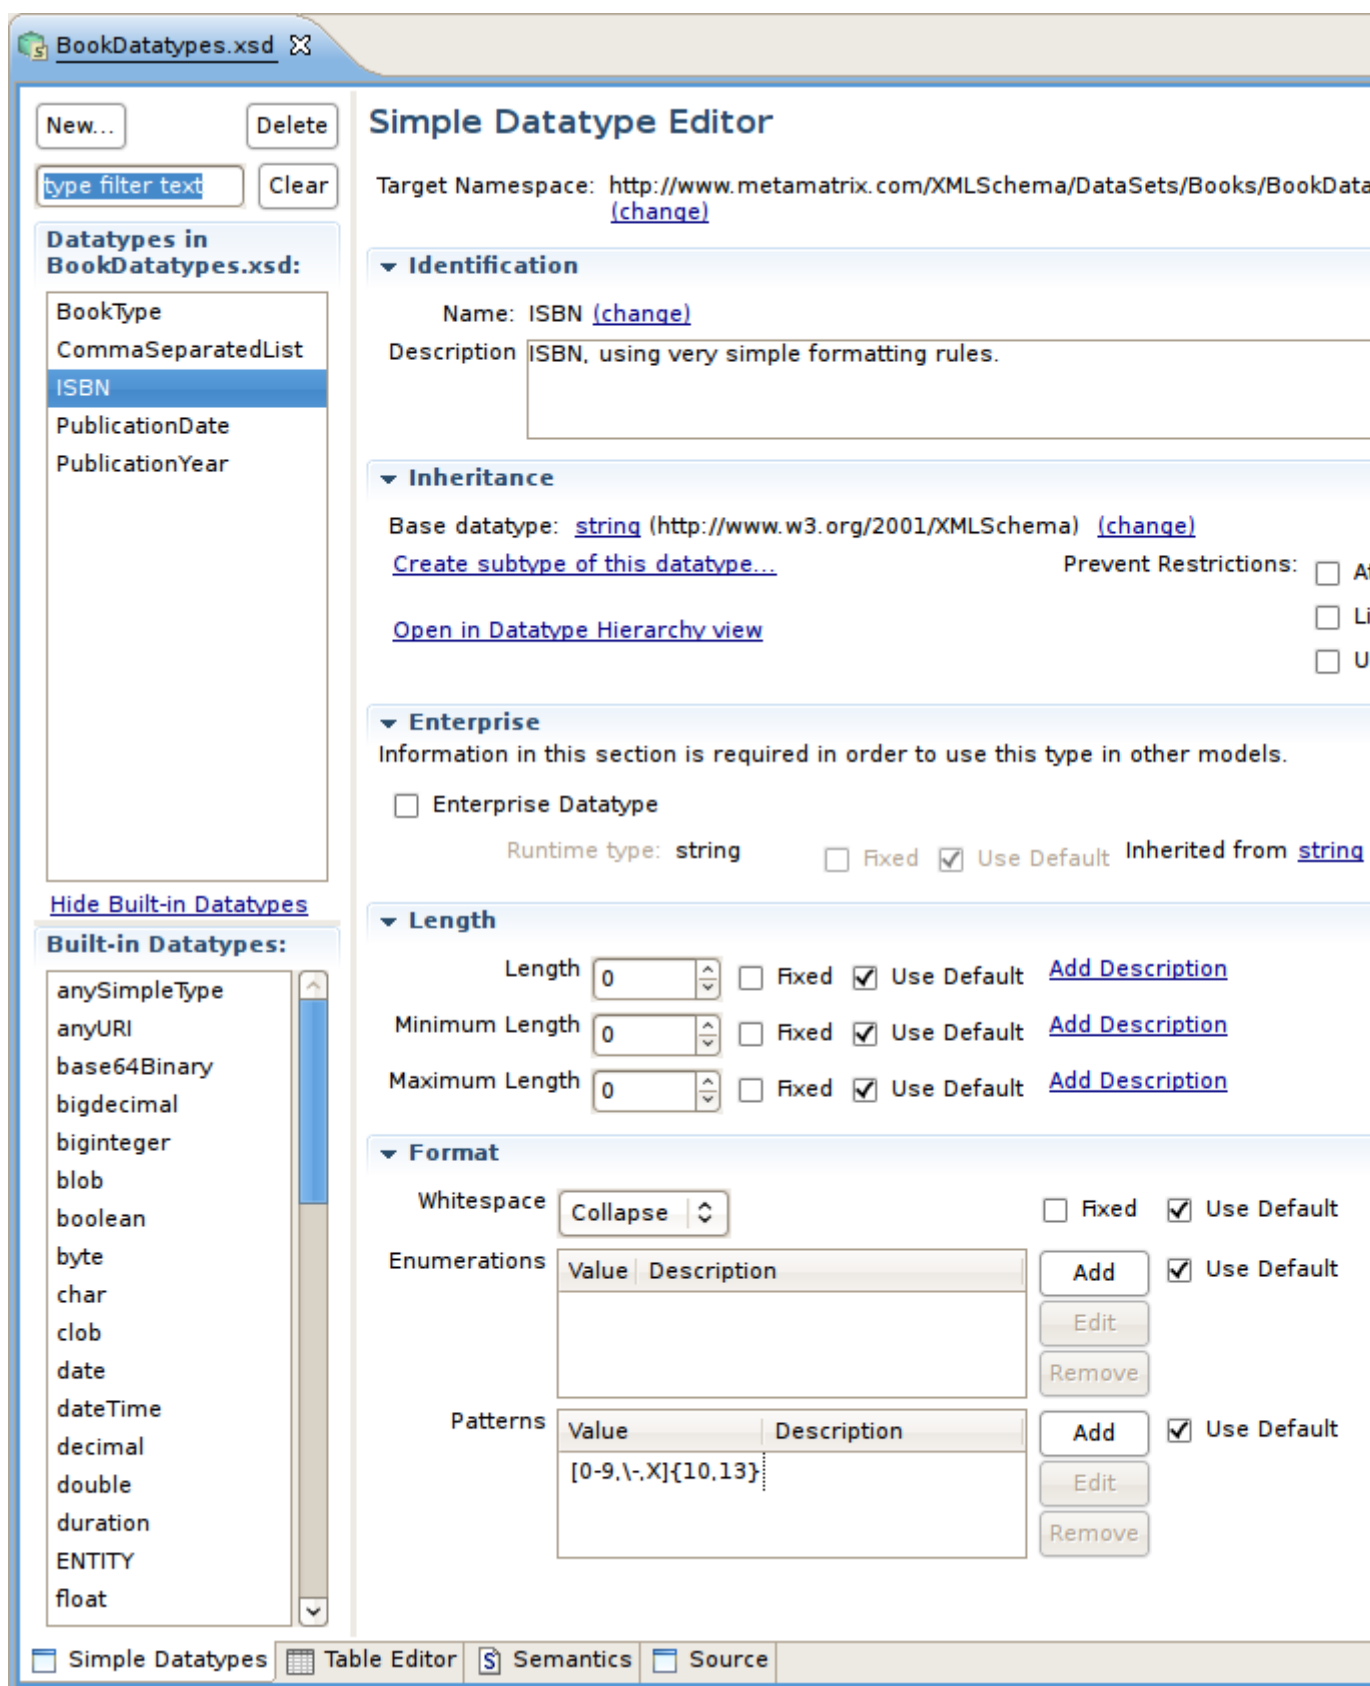 BookDatatypes.xsd
New... Delete
type filter text Clear
Datatypes in
BookDatatypes.xsd:
BookType
CommaSeparatedList
ISBN
PublicationDate
PublicationYear
Hide Built-in Datatypes
Built-in Datatypes:
anySimpleType
anyURI
base64Binary
bigdecimal
biginteger
blob
boolean
byte
char
clob
date
dateTime
decimal
double
duration
ENTITY
float
Simple Datatype Editor
Target Namespace: http://www.metamatrix.com/XMLSchema/DataSets/Books/BookData
(change)
Identification
Name: ISBN (change)
Description ISBN, using very simple formatting rules.
Inheritance
Base datatype: string (http://www.w3.org/2001/XMLSchema) (change)
Create subtype of this datatype... Prevent Restrictions:
Li
Open in Datatype Hierarchy view
U
Enterprise
Information in this section is required in order to use this type in other models.
Enterprise Datatype
Runtime type: string Fixed Use Default Inherited from string
Length
Length 0 Fixed Use Default Add Description
Minimum Length 0 Fixed Use Default Add Description
Maximum Length 0 Fixed Use Default Add Description
Format
Whitespace Collapse Fixed Use Default
Enumerations Value Description Add Use Default
Edit
Remove
Patterns Value Description Add Use Default
[0-9,\-,X]{10,13} Edit
Remove
Simple Datatypes Table Editor Semantics Source